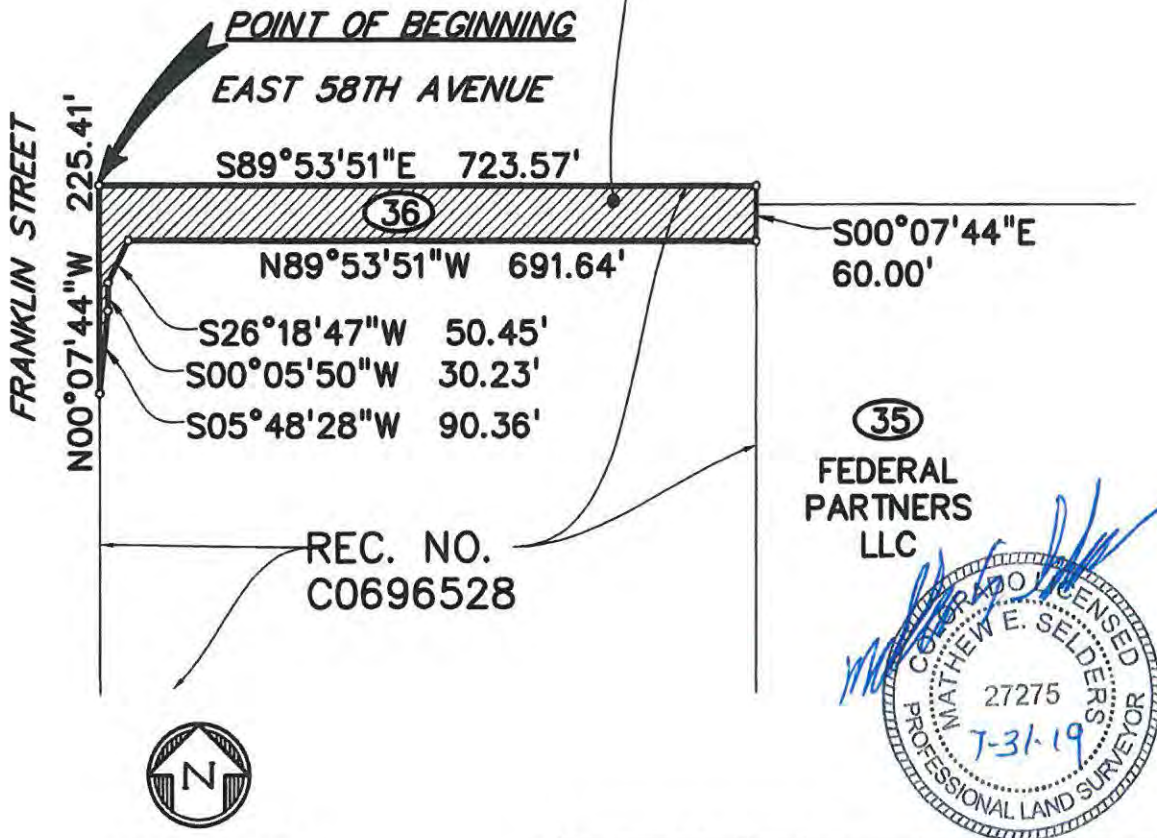 POINT OF BEGINNING
EAST 58TH AVENUE
FRANKLIN STREET
N00°07'44"W 225.41'
S89°53'51"E 723.57'
36
S00°07'44"E
60.00'
N89°53'51"W 691.64'
S26°18'47"W 50.45'
S00°05'50"W 30.23'
S05°48'28"W 90.36'
35
FEDERAL
PARTNERS
LLC
REC. NO.
C0696528
COLORADO LICENSED
MATHEW E. SELDERS
27275
7-31-19
PROFESSIONAL LAND SURVEYOR
N